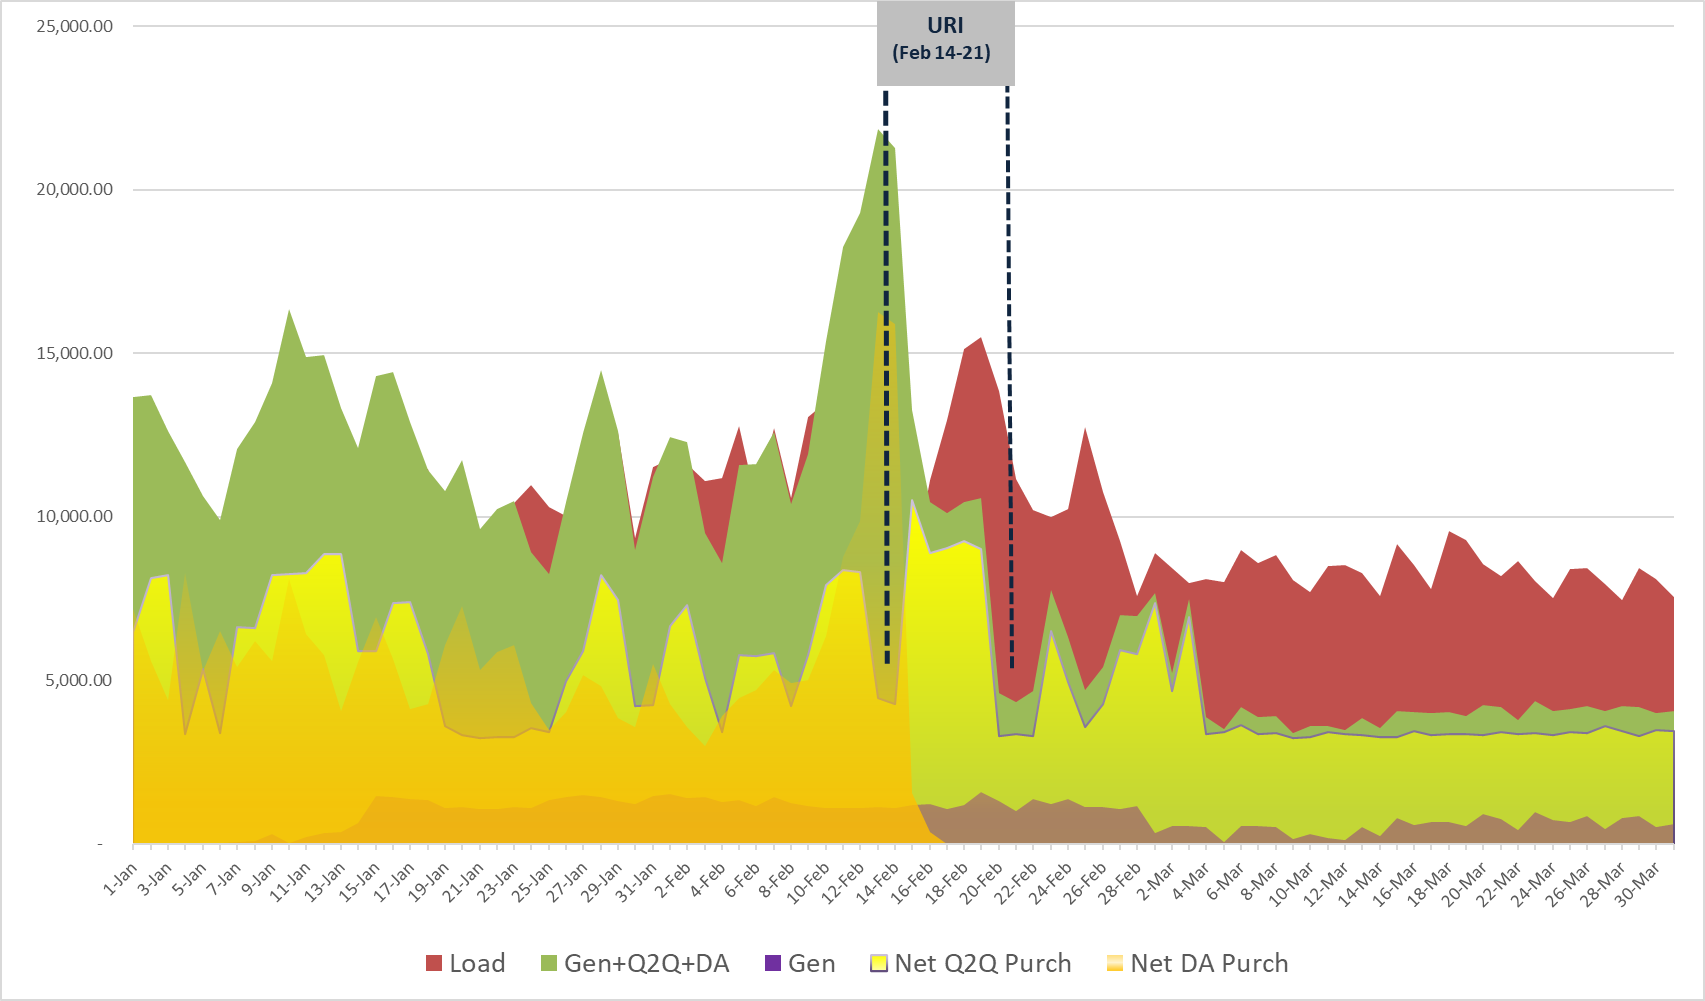 URI
(Feb 14-21)
25,000.00
20,000.00
15,000.00
10,000.00
5,000.00
-
1-Jan
3-Jan
5-Jan
7-Jan
9-Jan
11-Jan
13-Jan
15-Jan
17-Jan
19-Jan
21-Jan
23-Jan
25-Jan
27-Jan
29-Jan
31-Jan
2-Feb
4-Feb
6-Feb
8-Feb
10-Feb
12-Feb
14-Feb
16-Feb
18-Feb
20-Feb
22-Feb
24-Feb
26-Feb
28-Feb
2-Mar
4-Mar
6-Mar
8-Mar
10-Mar
12-Mar
14-Mar
16-Mar
18-Mar
20-Mar
22-Mar
24-Mar
26-Mar
28-Mar
30-Mar
Load Gen+Q2Q+DA Gen Net Q2Q Purch Net DA Purch